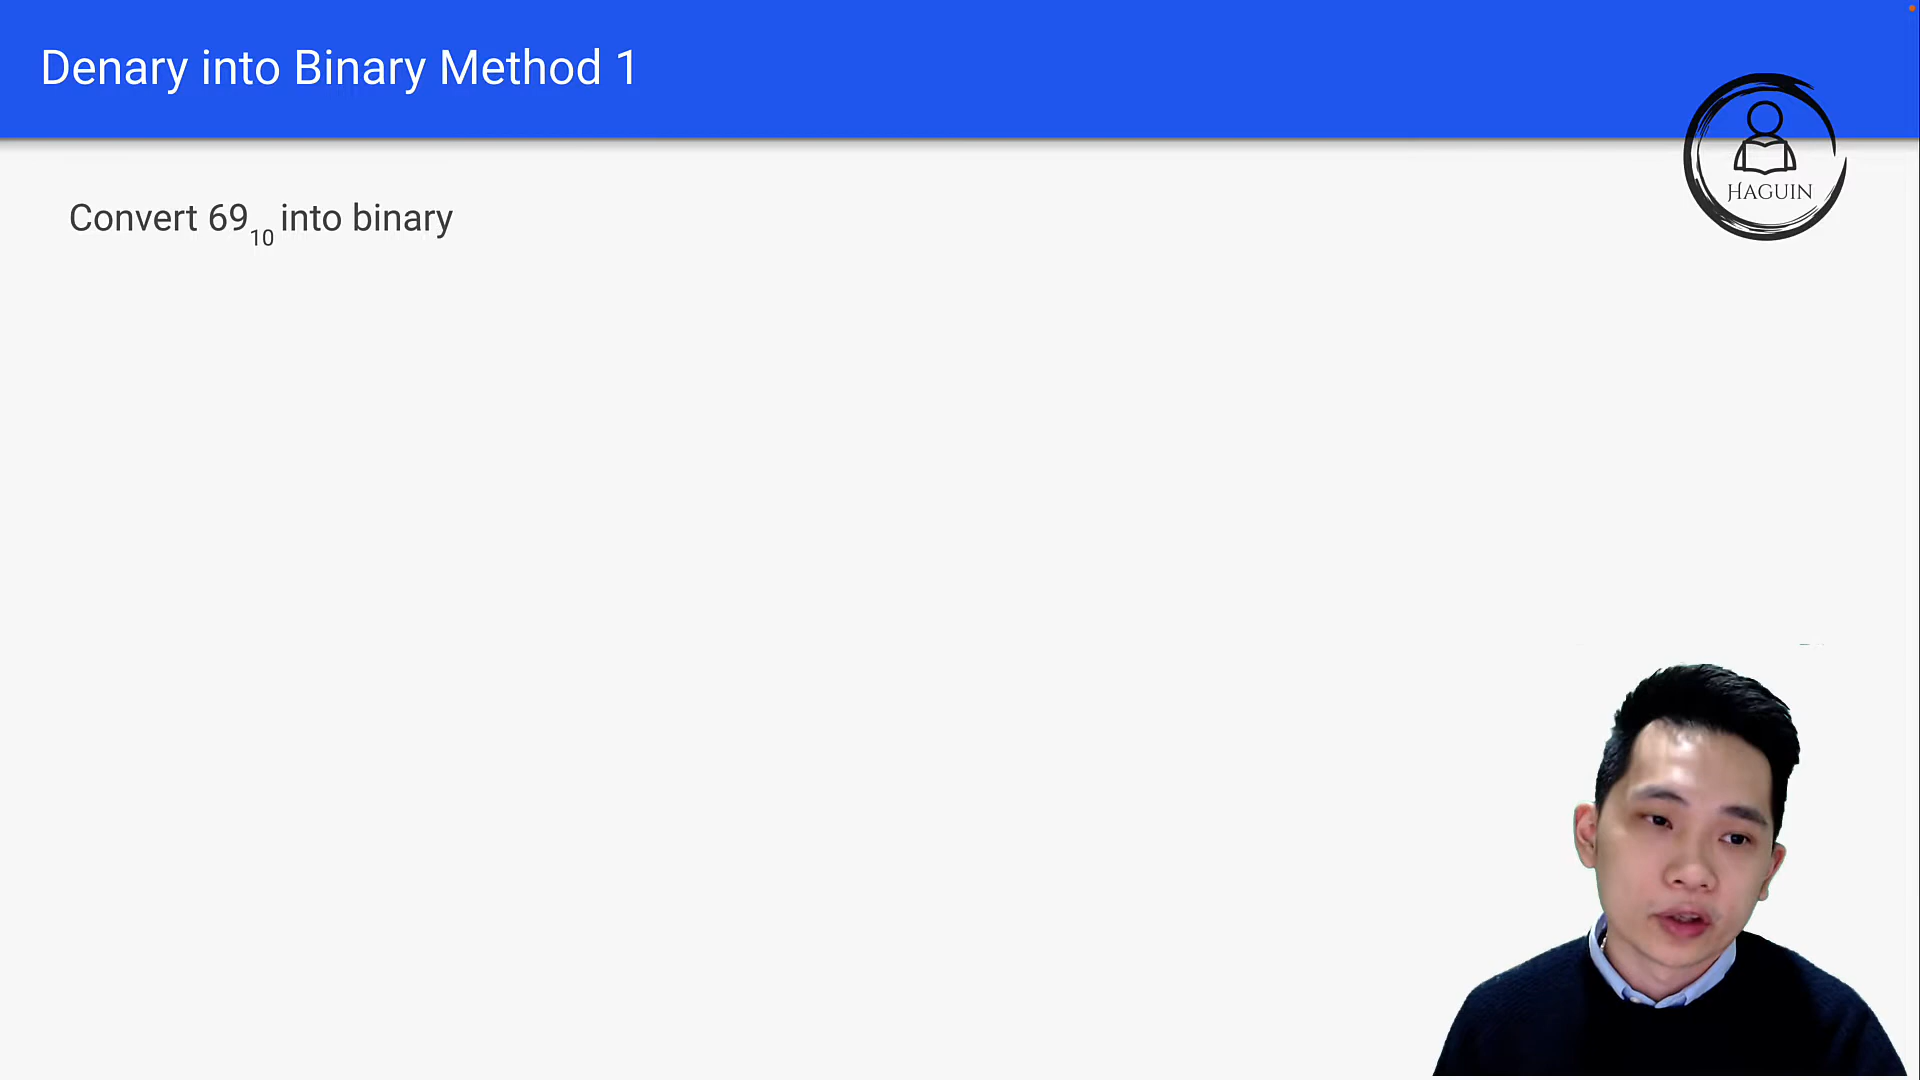 Denary into Binary Method 1
HAGUIN
Convert 69₁₀ into binary